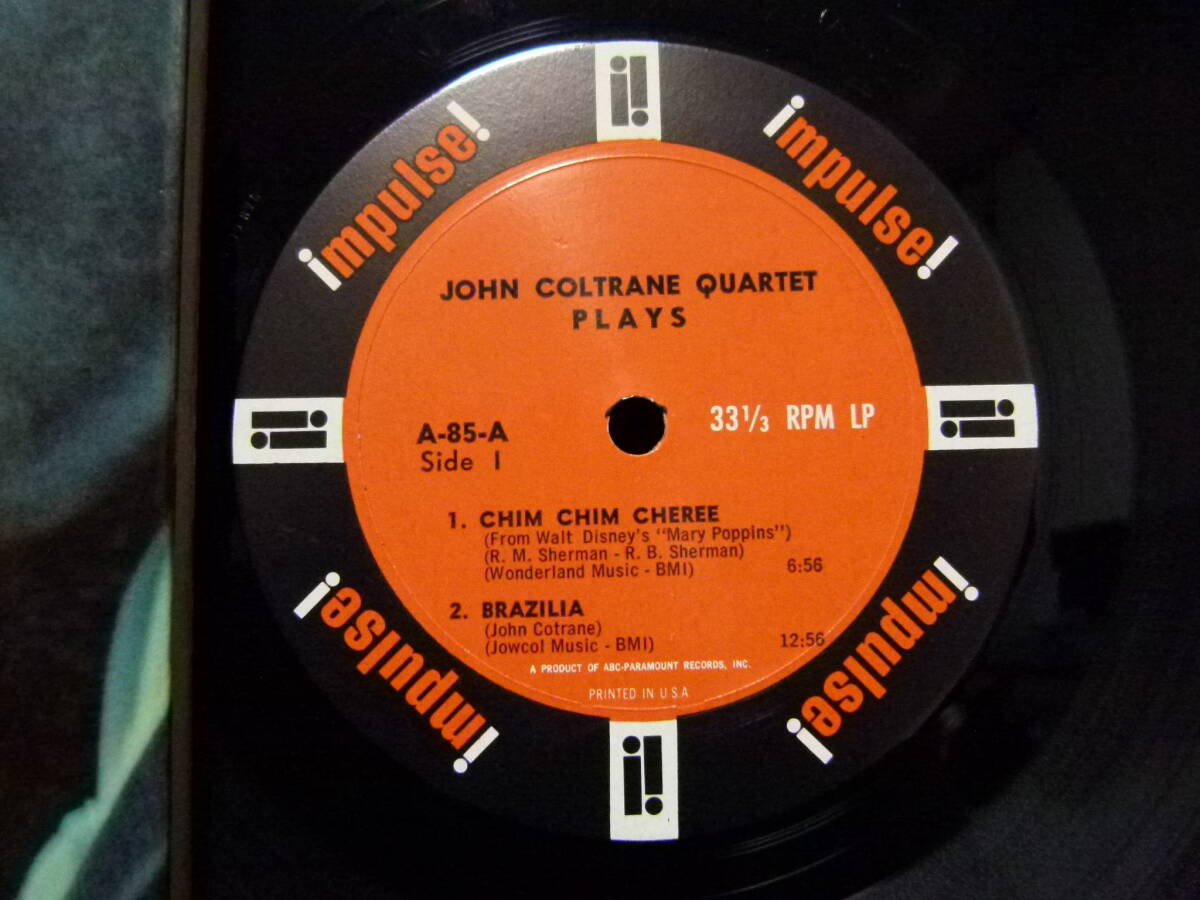 impulse!
impulse!
JOHN COLTRANE QUARTET
PLAYS
A-85-A
Side 1
33 1/3 RPM LP
1. CHIM CHIM CHEREE
(From Walt Disney's "Mary Poppins")
(R. M. Sherman - R. B. Sherman)
(Wonderland Music - BMI) 6:56
2. BRAZILIA
(John Cotrane)
(Jowcol Music - BMI) 12:56
A PRODUCT OF ABC-PARAMOUNT RECORDS, INC.
PRINTED IN U.S.A.
impulse!
impulse!